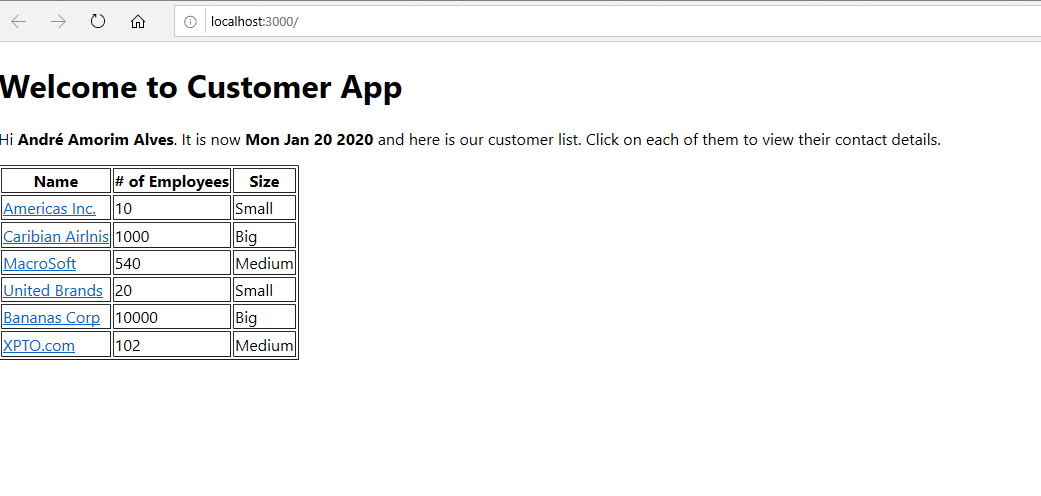 localhost:3000/
Welcome to Customer App
Hi André Amorim Alves. It is now Mon Jan 20 2020 and here is our customer list. Click on each of them to view their contact details.
Name # of Employees Size
Americas Inc. 10 Small
Caribian Airlnis 1000 Big
MacroSoft 540 Medium
United Brands 20 Small
Bananas Corp 10000 Big
XPTO.com 102 Medium